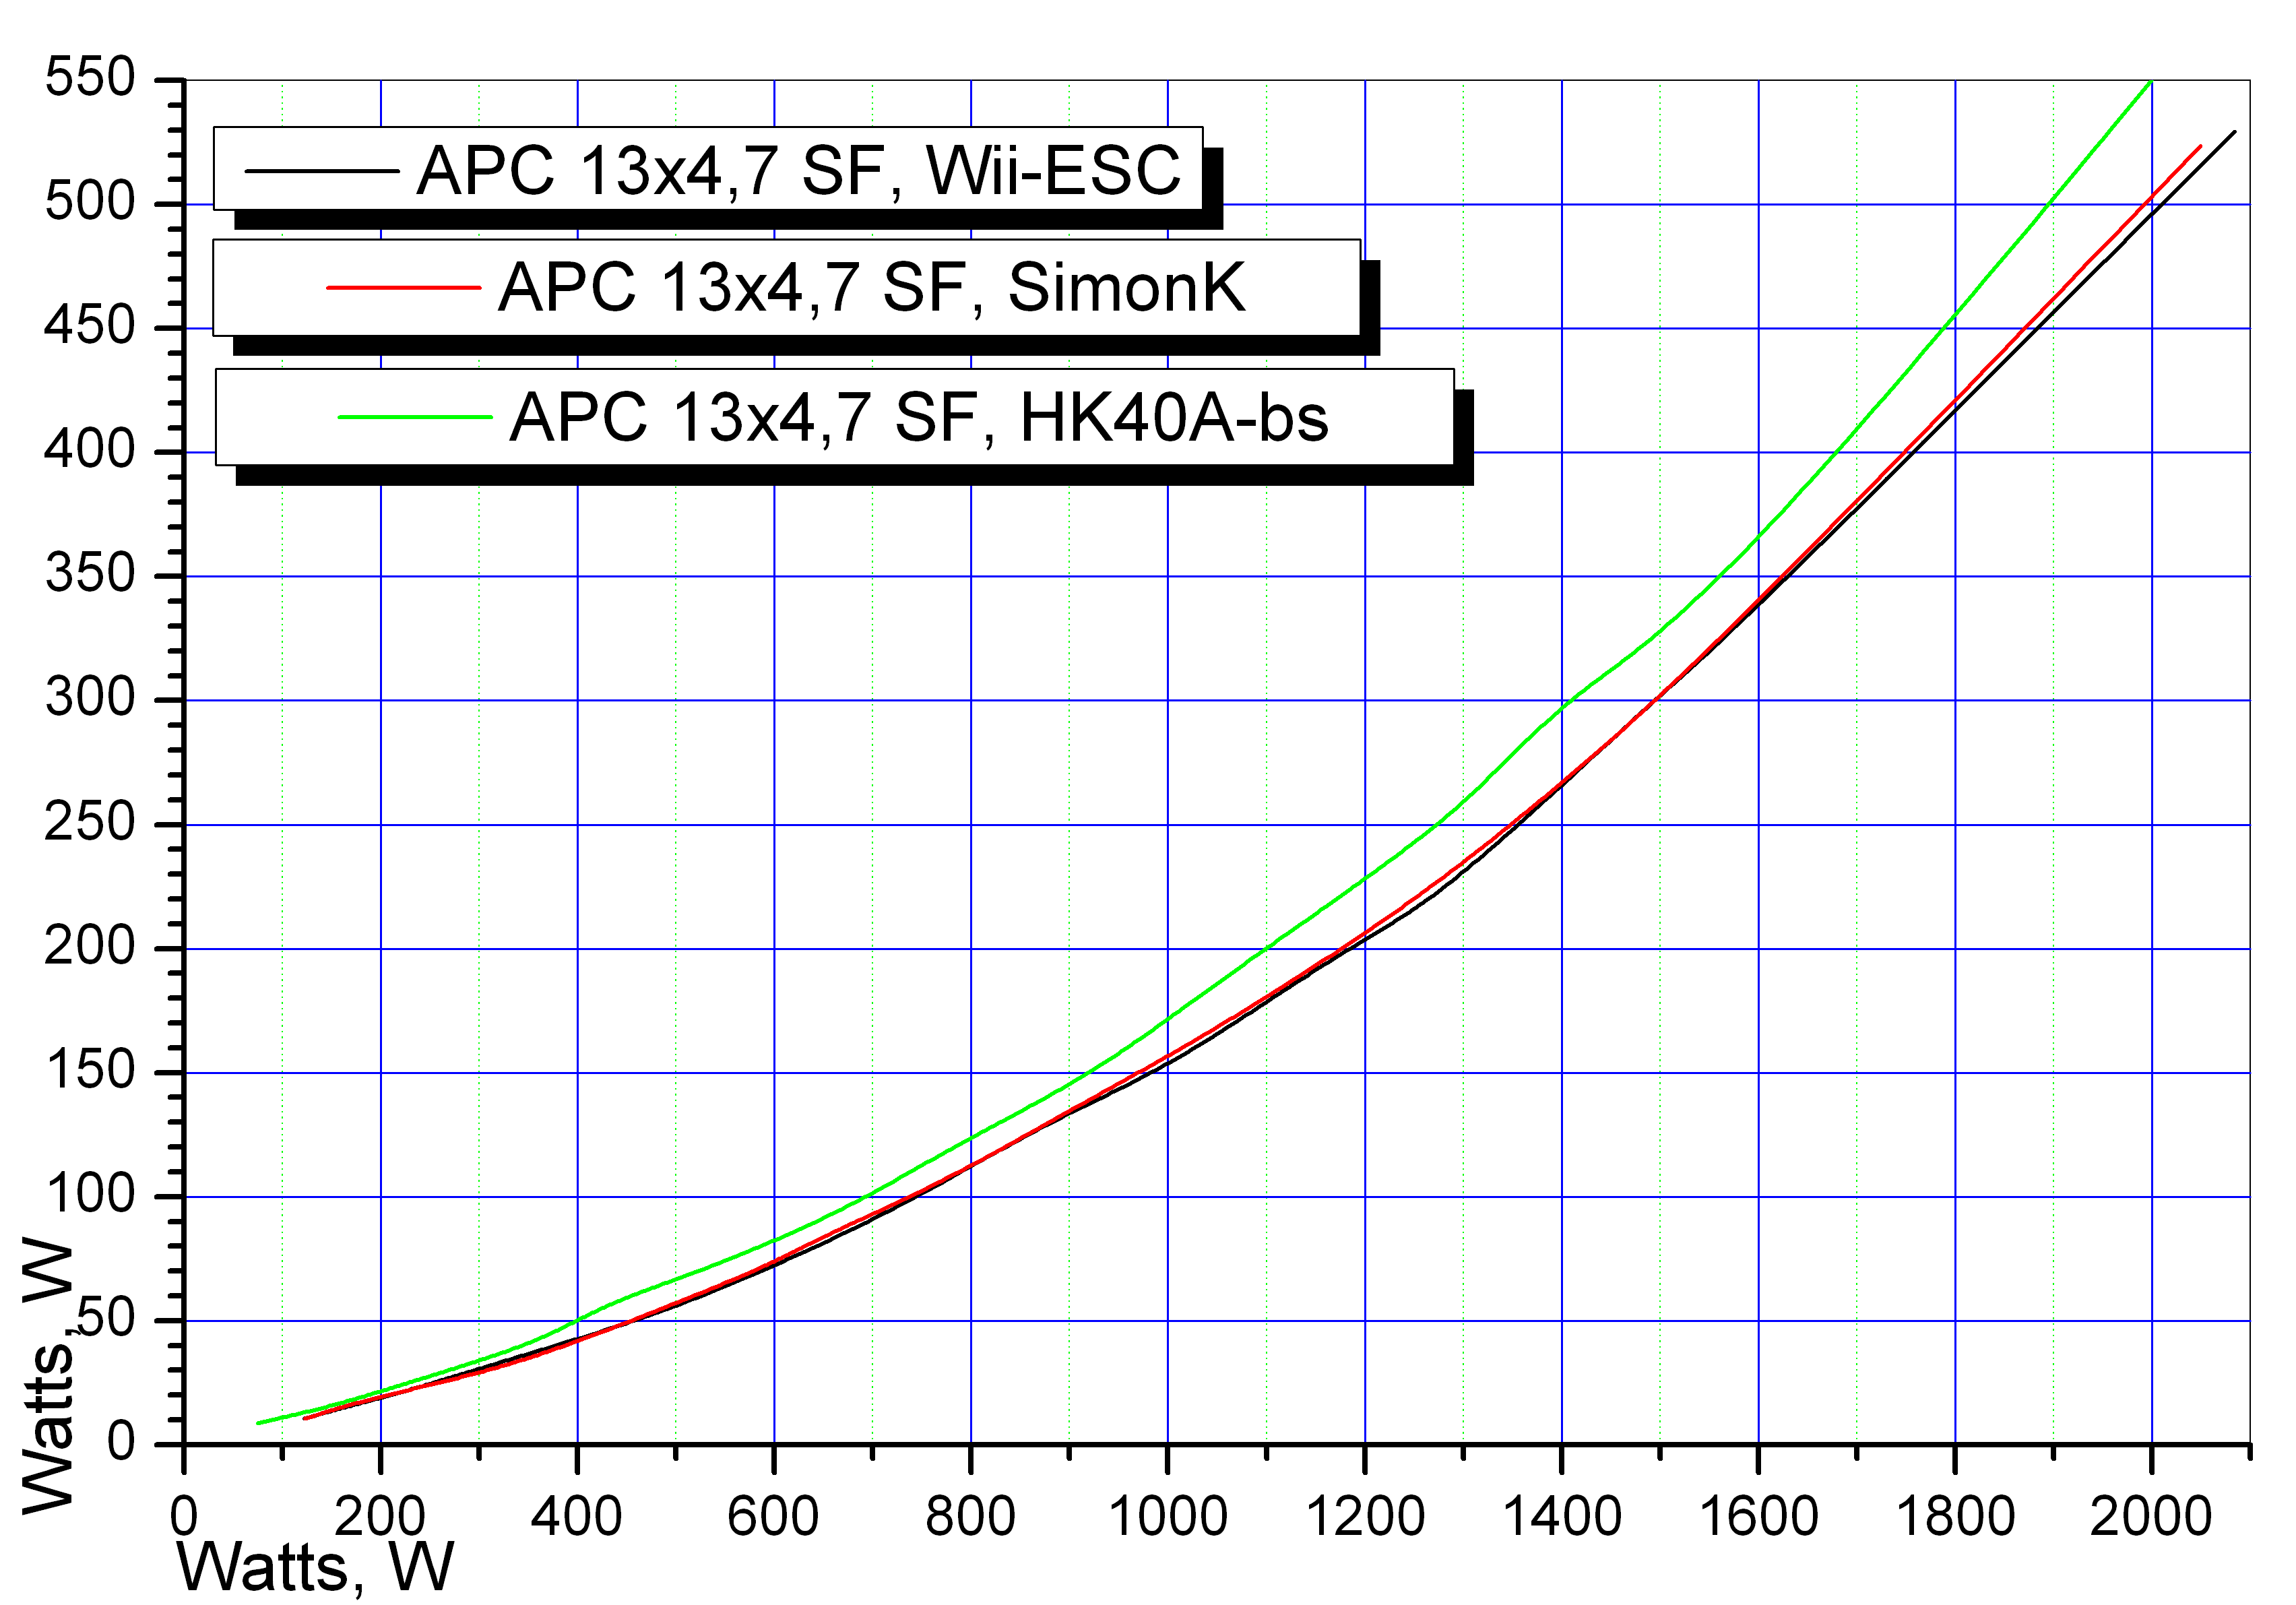 550
500
450
400
350
300
250
200
150
100
50
0
APC 13x4,7 SF, Wii-ESC
APC 13x4,7 SF, SimonK
APC 13x4,7 SF, HK40A-bs
Watts, W
0 200 400 600 800 1000 1200 1400 1600 1800 2000
Watts, W